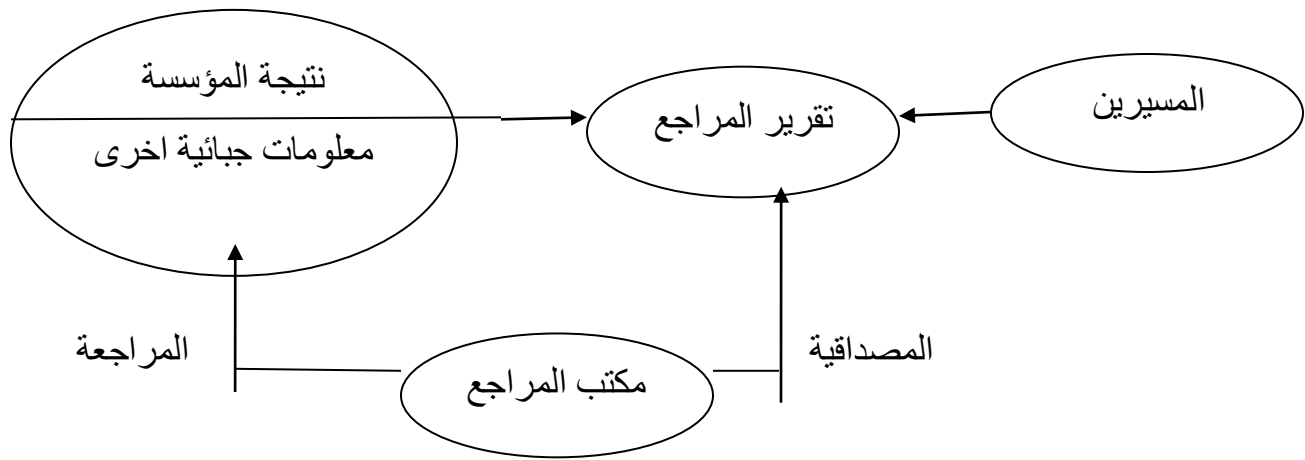 نتيجة المؤسسة
معلومات جبائية اخرى
تقرير المراجع
المسيرين
المراجعة
المصداقية
مكتب المراجع